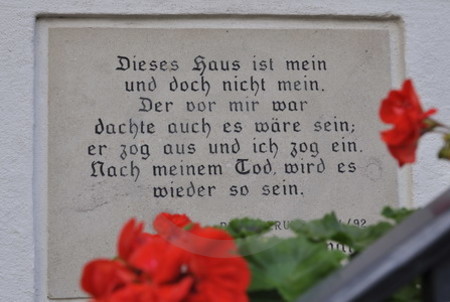 Dieses Haus ist mein
und doch nicht mein.
Der vor mir war
dachte auch es wäre sein;
er zog aus und ich zog ein.
Nach meinem Tod, wird es
wieder so sein.